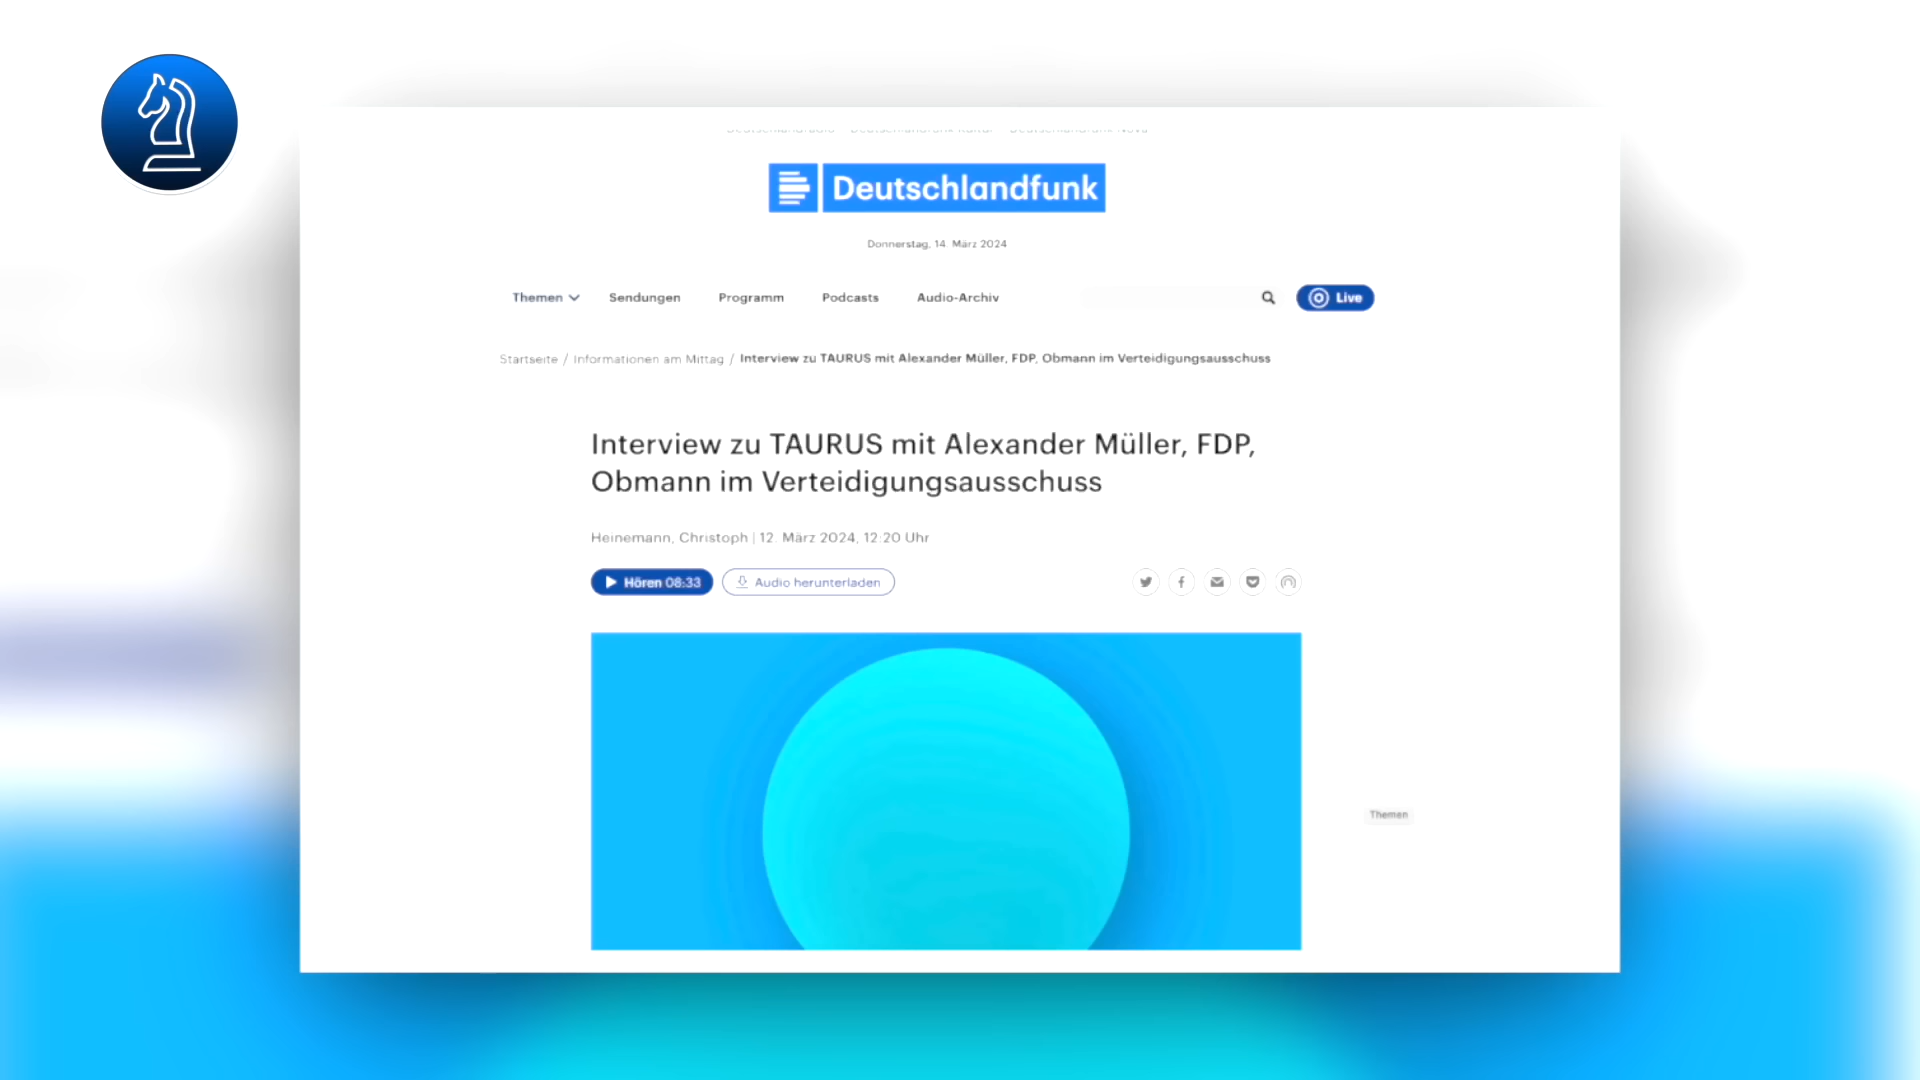 Deutschlandfunk
Donnerstag, 14. März 2024
Themen Sendungen Programm Podcasts Audio-Archiv Live
Startseite / Informationen am Mittag / Interview zu TAURUS mit Alexander Müller, FDP, Obmann im Verteidigungsausschuss
Interview zu TAURUS mit Alexander Müller, FDP,
Obmann im Verteidigungsausschuss
Heinemann, Christoph | 12. März 2024, 12:20 Uhr
Hören 08:33 Audio herunterladen
Themen